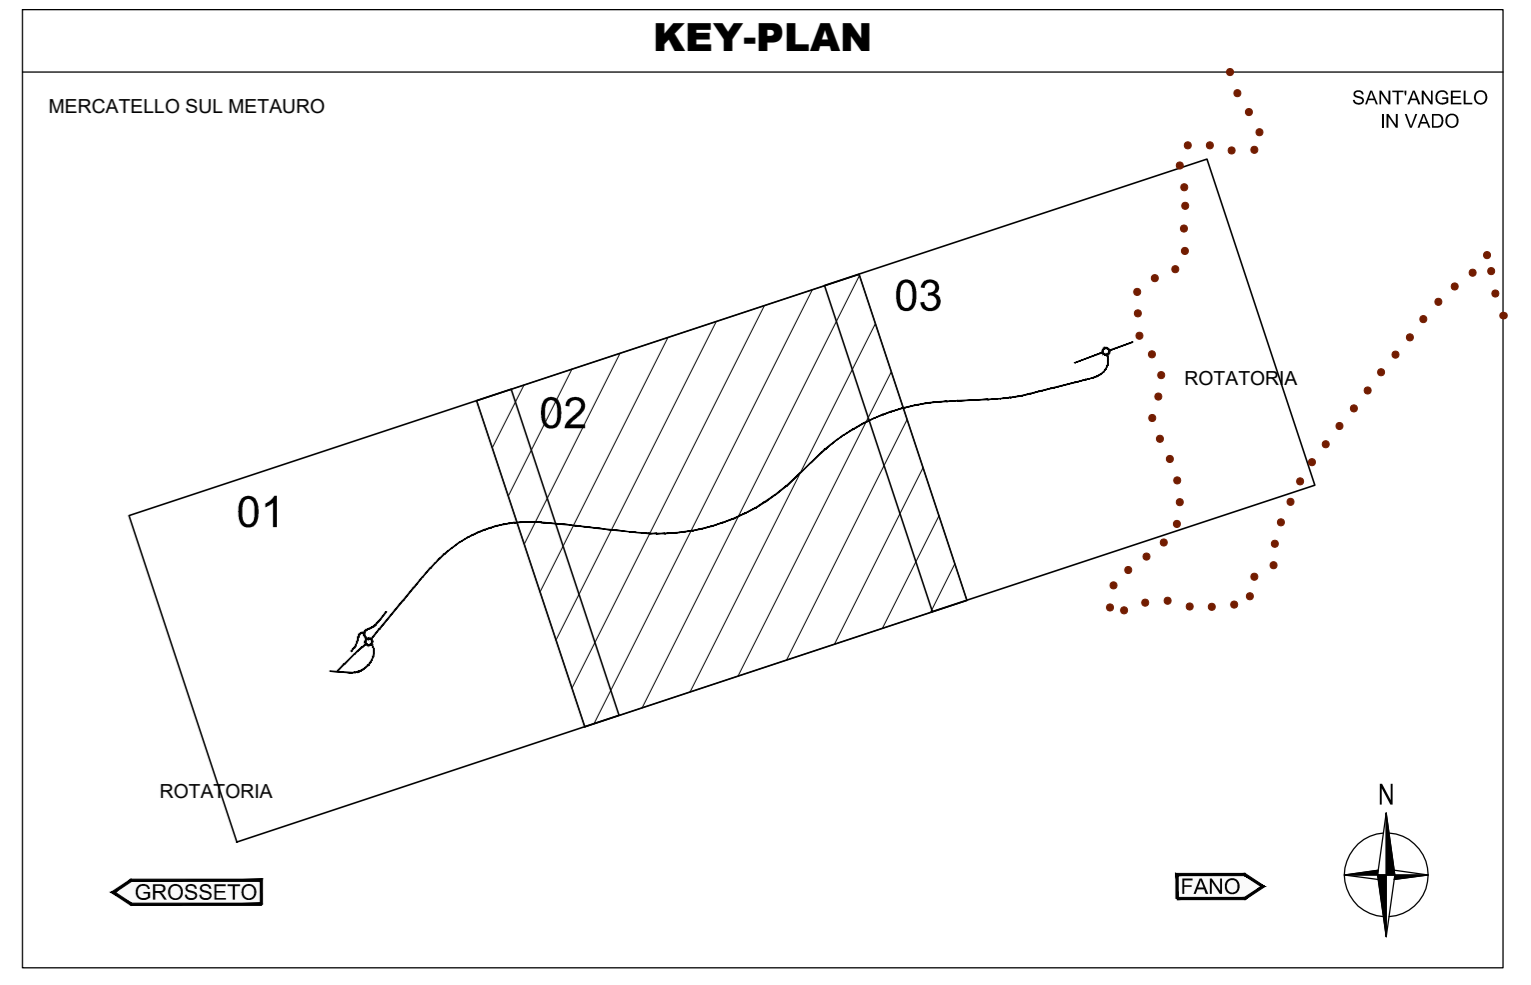 KEY-PLAN
MERCATELLO SUL METAURO
SANT'ANGELO
IN VADO
03
ROTATORIA
02
01
ROTATORIA
N
GROSSETO
FANO